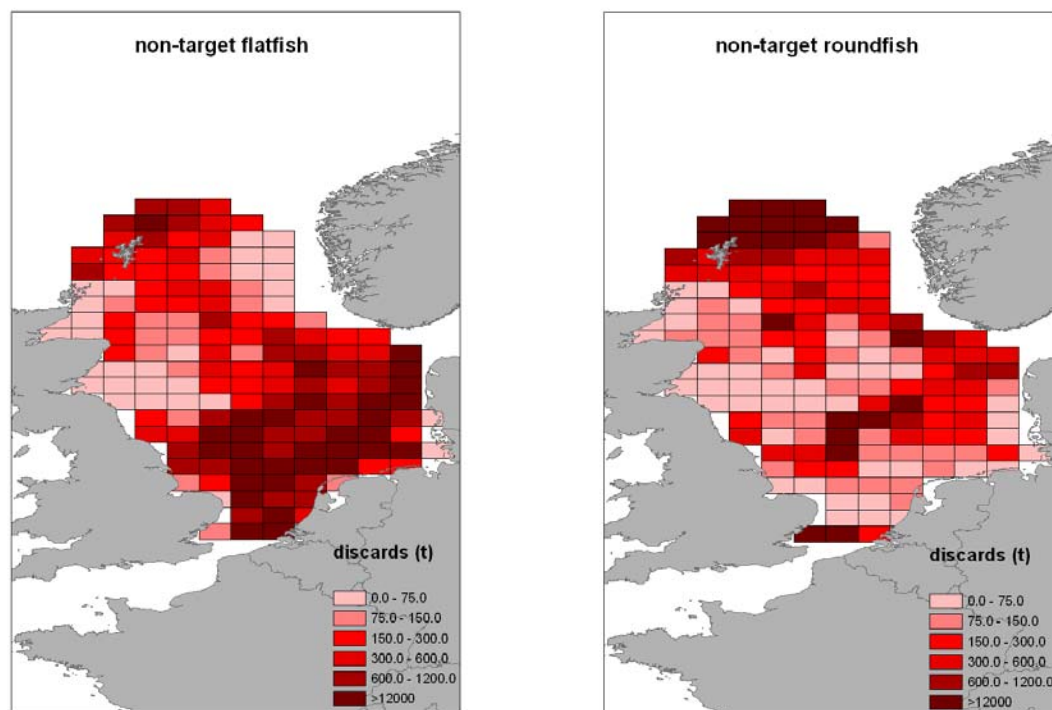 non-target flatfish
discards (t)
0.0 - 75.0
75.0 - 150.0
150.0 - 300.0
300.0 - 600.0
600.0 - 1200.0
>12000
non-target roundfish
discards (t)
0.0 - 75.0
75.0 - 150.0
150.0 - 300.0
300.0 - 600.0
600.0 - 1200.0
>12000